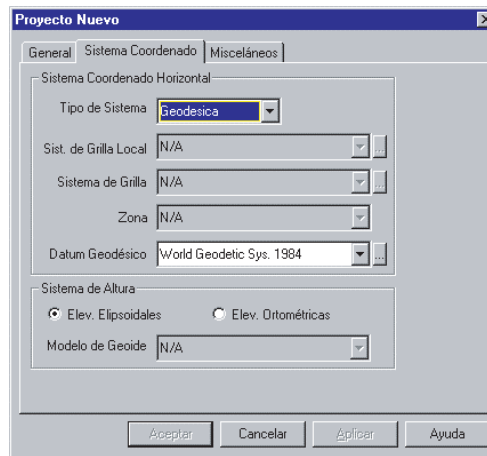 Proyecto Nuevo
General Sistema Coordenado Misceláneos
Sistema Coordenado Horizontal
Tipo de Sistema Geodesica
Sist. de Grilla Local N/A ...
Sistema de Grilla N/A ...
Zona N/A
Datum Geodésico World Geodetic Sys. 1984 ...
Sistema de Altura
Elev. Elipsoidales Elev. Ortométricas
Modelo de Geoide N/A
Aceptar Cancelar Aplicar Ayuda